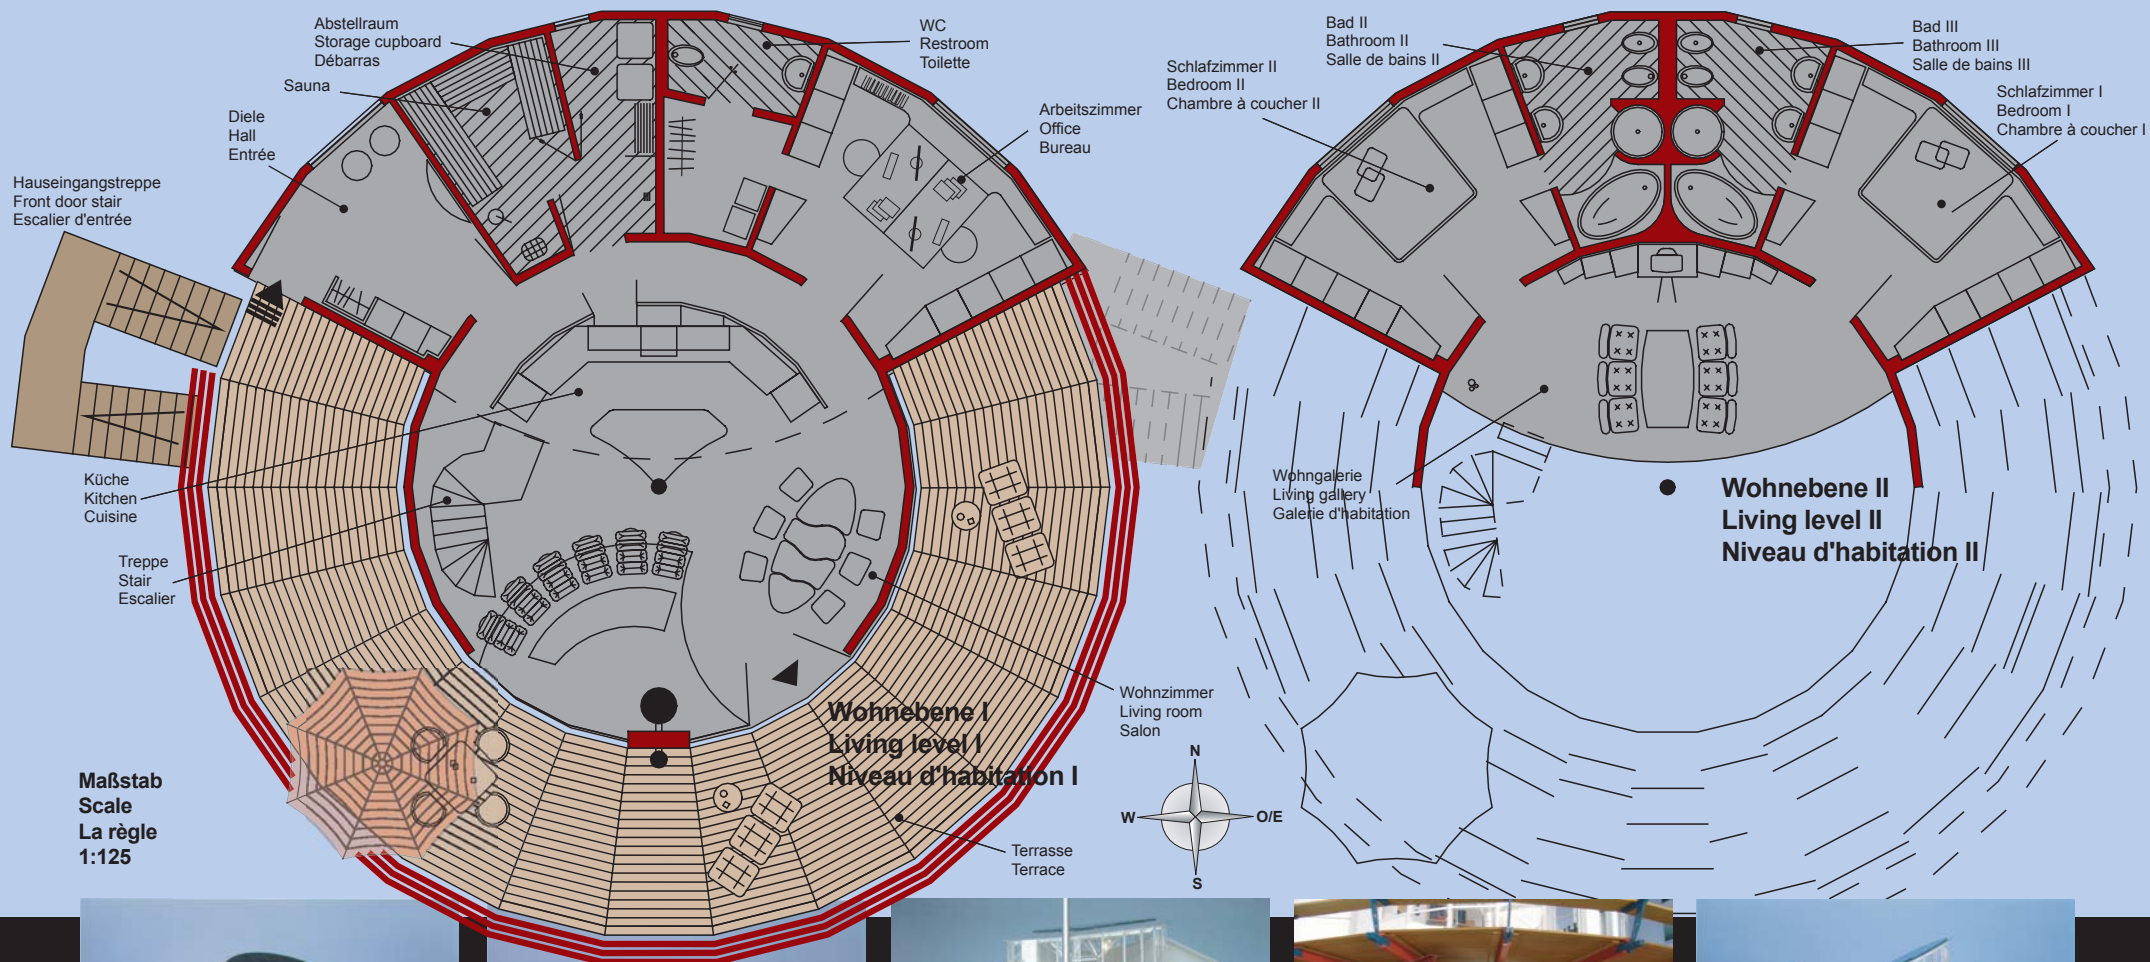 Abstellraum
Storage cupboard
Débarras
Sauna
Diele
Hall
Entrée
Hauseingangstreppe
Front door stair
Escalier d'entrée
WC
Restroom
Toilette
Arbeitszimmer
Office
Bureau
Küche
Kitchen
Cuisine
Treppe
Stair
Escalier
Wohnzimmer
Living room
Salon
Wohnebene I
Living level I
Niveau d'habitation I
Terrasse
Terrace
Maßstab
Scale
La règle
1:125
N
W
O/E
S
Bad II
Bathroom II
Salle de bains II
Schlafzimmer II
Bedroom II
Chambre à coucher II
Bad III
Bathroom III
Salle de bains III
Schlafzimmer I
Bedroom I
Chambre à coucher I
Wohngalerie
Living gallery
Galerie d'habitation
Wohnebene II
Living level II
Niveau d'habitation II